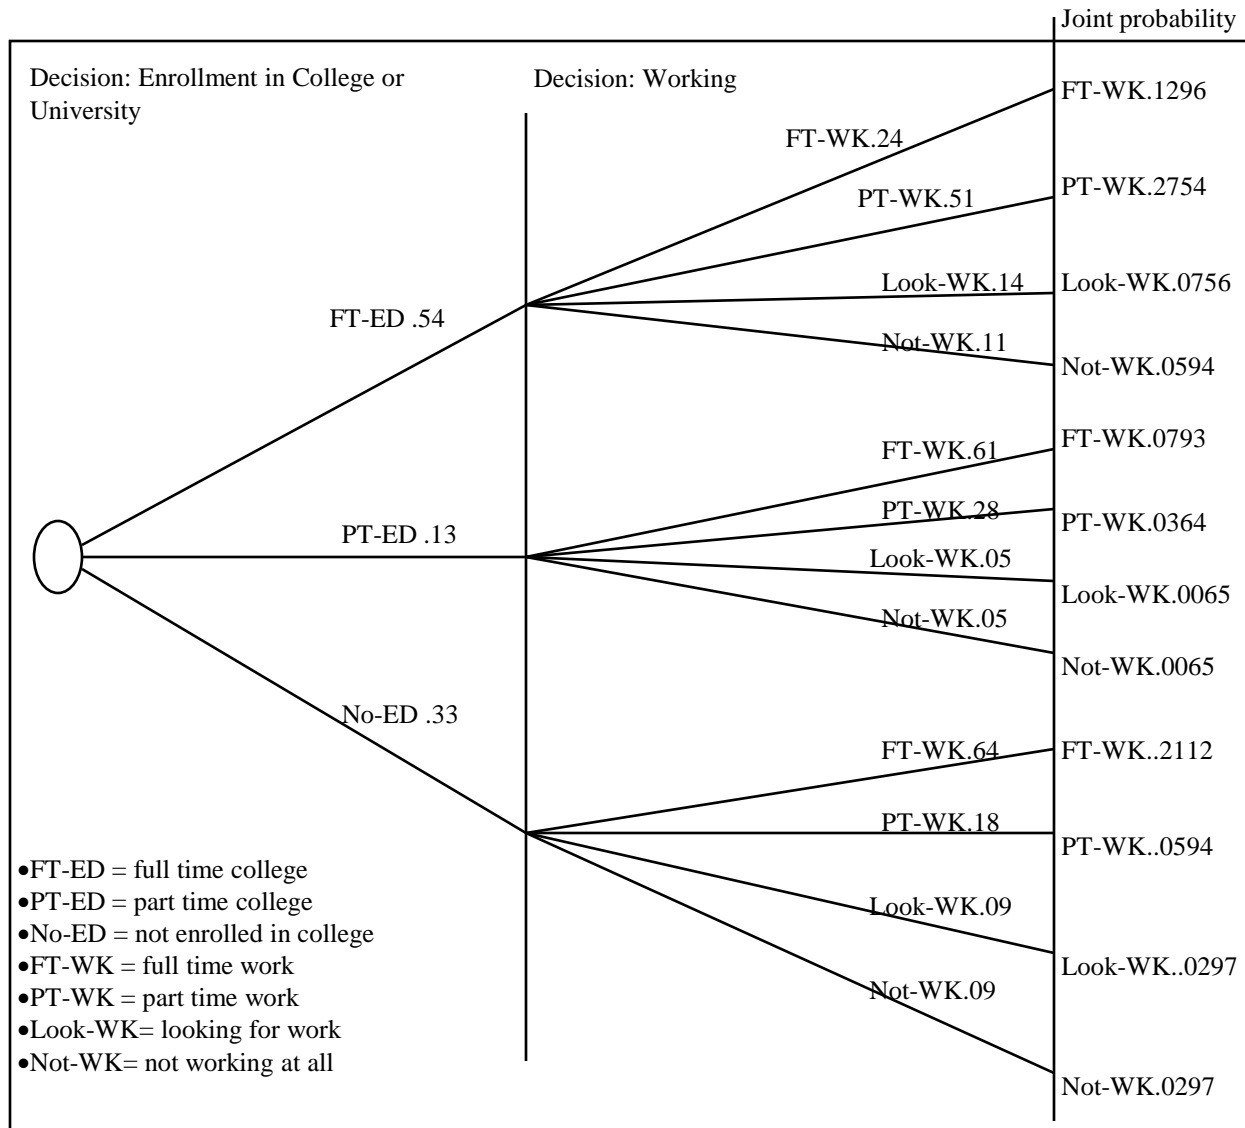 Joint probability
Decision: Enrollment in College or
University
Decision: Working
FT-WK.1296
FT-WK.24
PT-WK.2754
PT-WK.51
Look-WK.14
Look-WK.0756
FT-ED .54
Not-WK.11
Not-WK.0594
FT-WK.0793
FT-WK.61
PT-WK.28
PT-WK.0364
PT-ED .13
Look-WK.05
Look-WK.0065
Not-WK.05
Not-WK.0065
No-ED .33
FT-WK.64
FT-WK..2112
PT-WK.18
PT-WK..0594
Look-WK.09
Look-WK..0297
Not-WK.09
Not-WK.0297
•FT-ED = full time college
•PT-ED = part time college
•No-ED = not enrolled in college
•FT-WK = full time work
•PT-WK = part time work
•Look-WK= looking for work
•Not-WK= not working at all